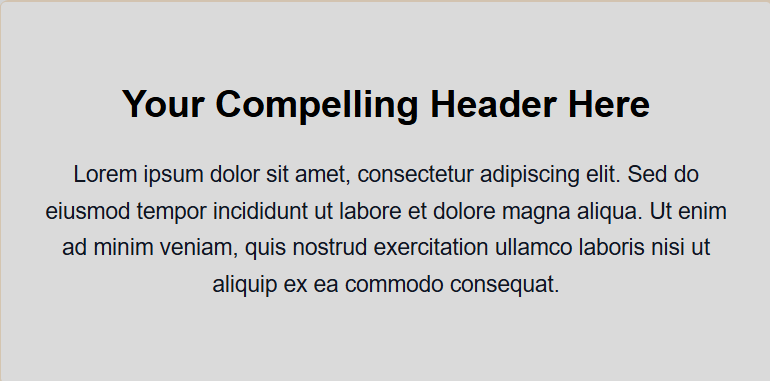 Your Compelling Header Here
Lorem ipsum dolor sit amet, consectetur adipiscing elit. Sed do
eiusmod tempor incididunt ut labore et dolore magna aliqua. Ut enim
ad minim veniam, quis nostrud exercitation ullamco laboris nisi ut
aliquip ex ea commodo consequat.